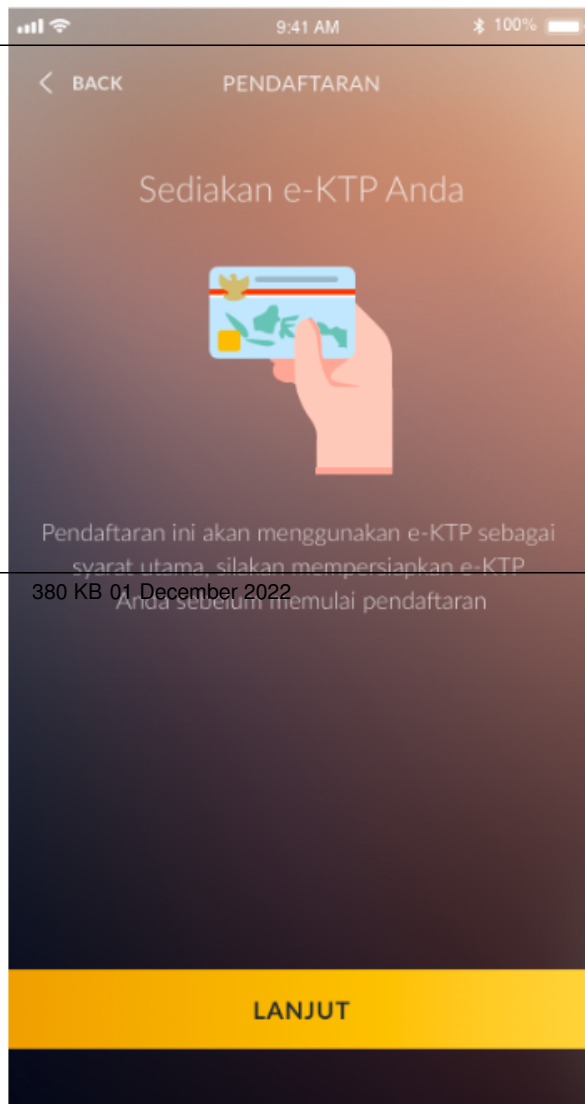 9:41 AM 100%
BACK PENDAFTARAN
Sediakan e-KTP Anda
Pendaftaran ini akan menggunakan e-KTP sebagai
syarat utama, silakan mempersiapkan e-KTP
380 KB 01 December 2022
Anda sebelum memulai pendaftaran
LANJUT